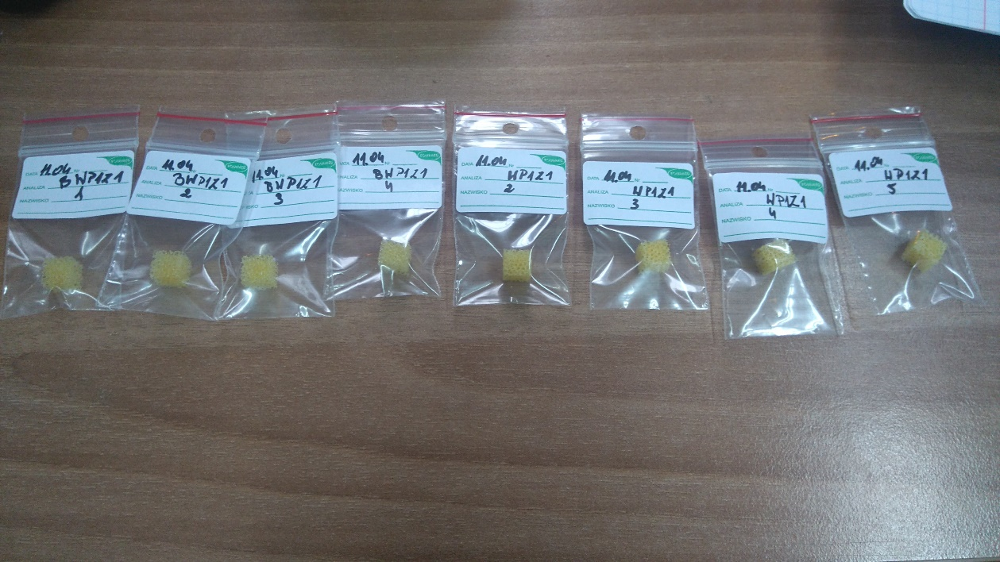 DATA 11.04 Nr
ANALIZA BWP1Z1
NAZWISKO 1
DATA 11.04 Nr
ANALIZA BWP1Z1
NAZWISKO 2
11.04 Nr
BWP1Z1
3
11.04 Nr
ANALIZA BWP1Z1
NAZWISKO 4
DATA 11.04 Nr
ANALIZA WP1Z1
NAZWISKO 2
DATA 11.04 Nr
ANALIZA WP1Z1
NAZWISKO 3
DATA 11.04 Nr
ANALIZA WP1Z1
NAZWISKO 4
DATA 11.04 Nr
ANALIZA WP1Z1
NAZWISKO 5